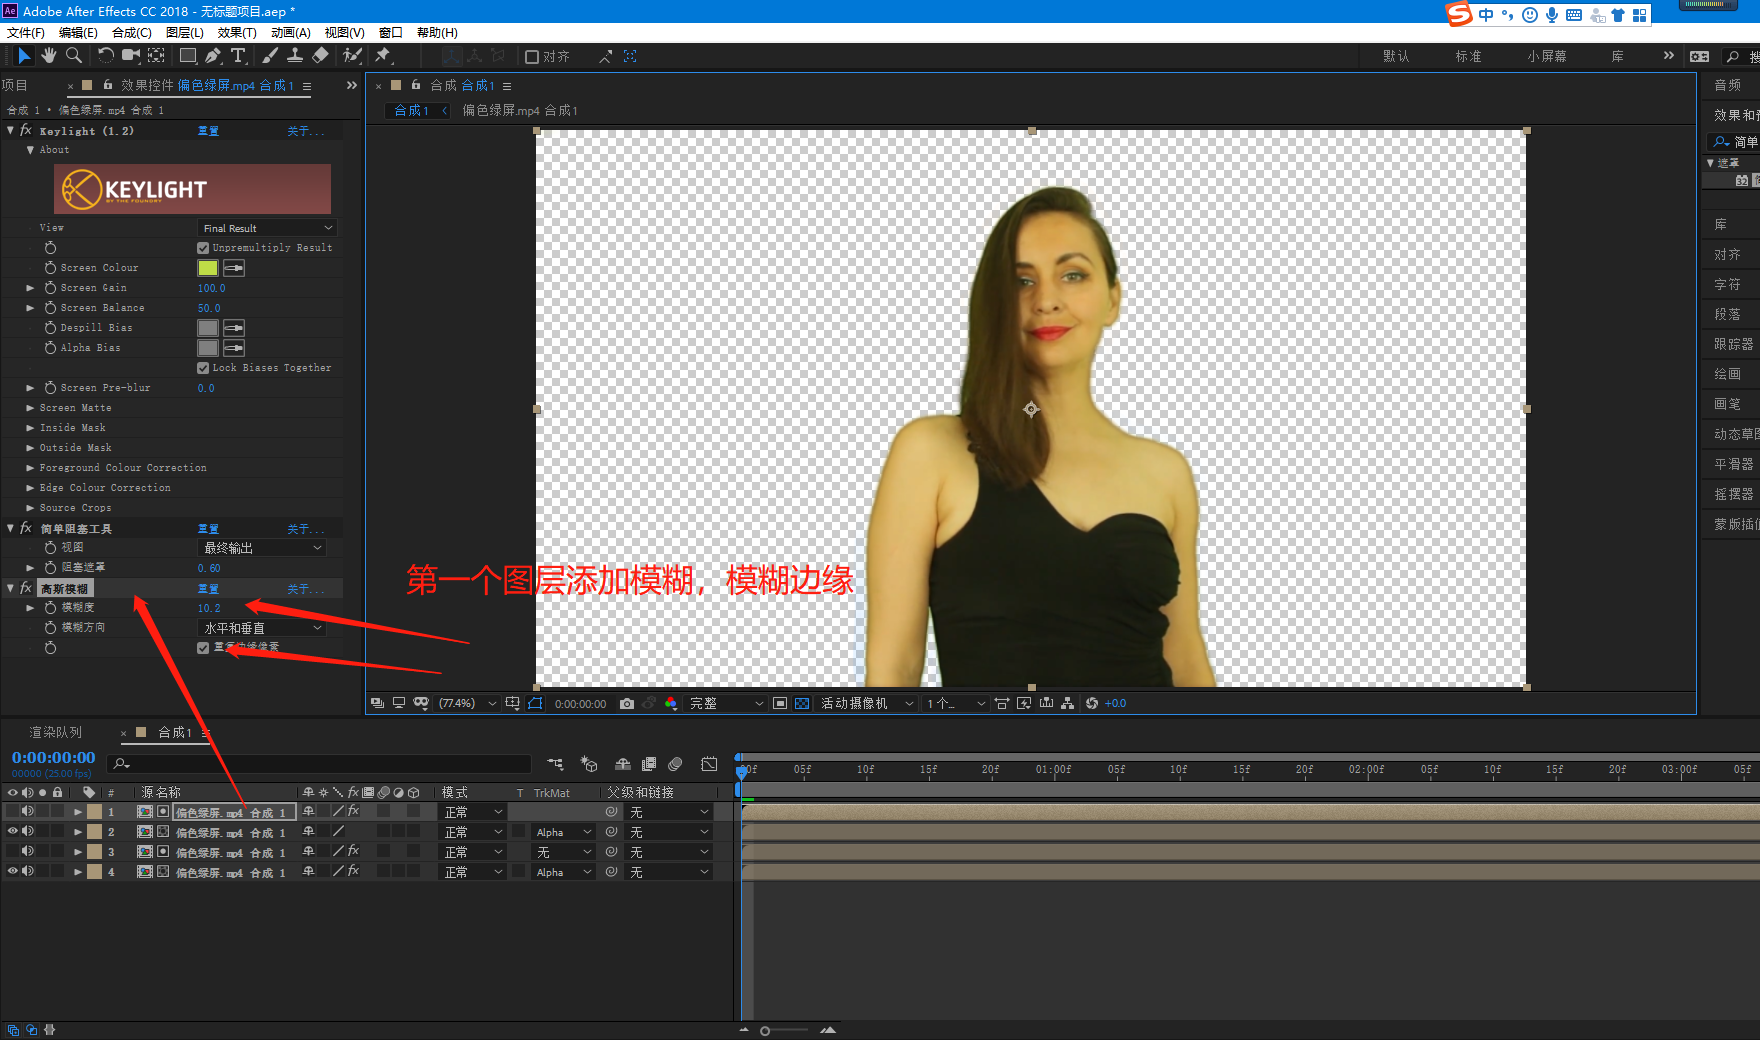 Ae Adobe After Effects CC 2018 - 无标题项目.aep *
中
文件(F) 编辑(E) 合成(C) 图层(L) 效果(T) 动画(A) 视图(V) 窗口 帮助(H)
对齐 默认 标准 小屏幕 库 »
项目 × 效果控件 偏色绿屏.mp4 合成1 ≡ »
合成 1 • 偏色绿屏.mp4 合成 1
fx Keylight (1.2) 重置 关于...
About
KEYLIGHT
BY THE FOUNDRY
View Final Result
Unpremultiply Result
Screen Colour
Screen Gain 100.0
Screen Balance 50.0
Despill Bias
Alpha Bias
Lock Biases Together
Screen Pre-blur 0.0
Screen Matte
Inside Mask
Outside Mask
Foreground Colour Correction
Edge Colour Correction
Source Crops
fx 简单阻塞工具 重置 关于...
视图 最终输出
阻塞遮罩 0.60
fx 高斯模糊 重置 关于...
模糊度 10.2
模糊方向 水平和垂直
重复边缘像素
× 合成 合成1 ≡
合成1 偏色绿屏.mp4 合成1
第一个图层添加模糊，模糊边缘
(77.4%) 0:00:00:00 完整 活动摄像机 1个... +0.0
音频
效果和预
简单
遮罩
32
库
对齐
字符
段落
跟踪器
绘画
画笔
动态草图
平滑器
摇摆器
蒙版插值
渲染队列 × 合成1 ≡
0:00:00:00
00000 (25.00 fps)
00f 05f 10f 15f 20f 01:00f 05f 10f 15f 20f 02:00f 05f 10f 15f 20f 03:00f 05f
# 源名称 fx 模式 T TrkMat 父级和链接
1 偏色绿屏.mp4 合成 1 fx 正常 无
2 偏色绿屏.mp4 合成 1 正常 Alpha 无
3 偏色绿屏.mp4 合成 1 fx 正常 无 无
4 偏色绿屏.mp4 合成 1 fx 正常 Alpha 无